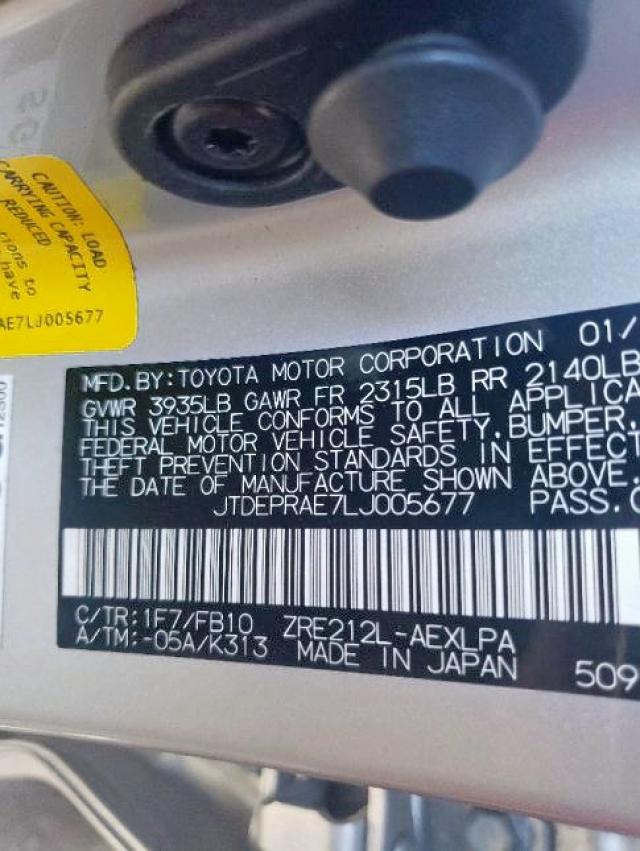 CAUTION: LOAD
CARRYING CAPACITY
REDUCED
to
have
AE7LJ005677
MFD. BY: TOYOTA MOTOR CORPORATION 01/
GVWR 3935LB GAWR FR 2315LB RR 2140LB
THIS VEHICLE CONFORMS TO ALL APPLICA
FEDERAL MOTOR VEHICLE SAFETY, BUMPER,
THEFT PREVENTION STANDARDS IN EFFECT
THE DATE OF MANUFACTURE SHOWN ABOVE.
JTDEPRAE7LJ005677 PASS.C
C/TR: 1F7/FB10 ZRE212L-AEXLPA
A/TM:-05A/K313 MADE IN JAPAN 509